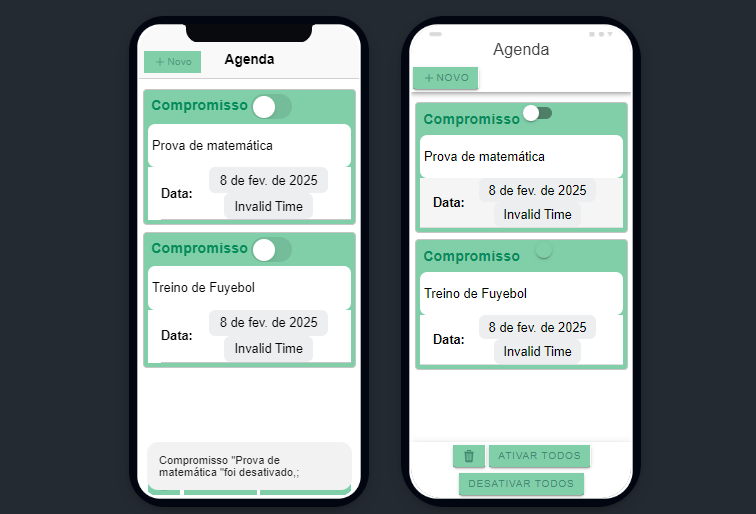 Agenda
+ Novo
Compromisso
Prova de matemática
Data:
8 de fev. de 2025
Invalid Time
Compromisso
Treino de Fuyebol
Data:
8 de fev. de 2025
Invalid Time
Compromisso "Prova de
matemática "foi desativado,;
Agenda
+ NOVO
Compromisso
Prova de matemática
Data:
8 de fev. de 2025
Invalid Time
Compromisso
Treino de Fuyebol
Data:
8 de fev. de 2025
Invalid Time
ATIVAR TODOS
DESATIVAR TODOS